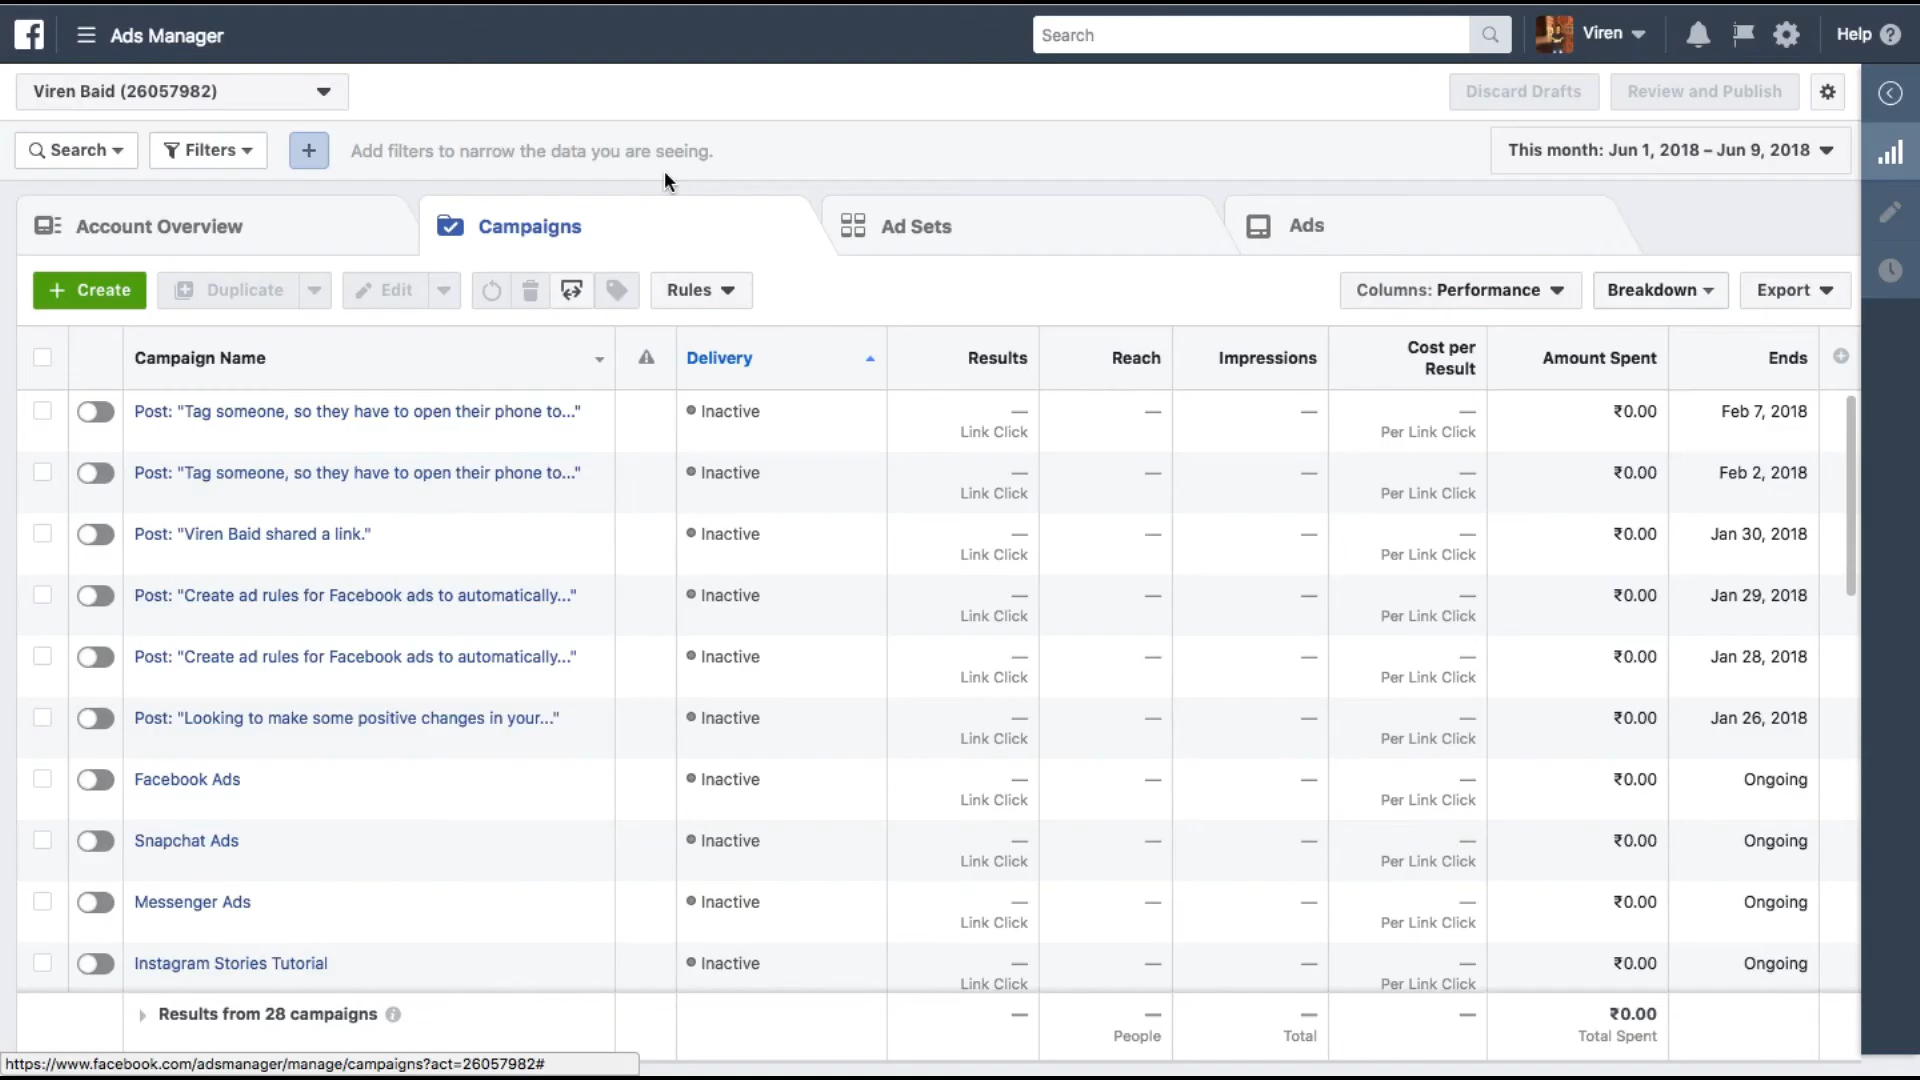 Ads Manager
Search
Viren
Help
Viren Baid (26057982)
Discard Drafts
Review and Publish
Search
Filters
Add filters to narrow the data you are seeing.
This month: Jun 1, 2018 – Jun 9, 2018
Account Overview
Campaigns
Ad Sets
Ads
+ Create
Duplicate
Edit
Rules
Columns: Performance
Breakdown
Export
Campaign Name
Delivery
Results
Reach
Impressions
Cost per
Result
Amount Spent
Ends
Post: "Tag someone, so they have to open their phone to..." Inactive — — — — ₹0.00 Feb 7, 2018
Link Click Per Link Click
Post: "Tag someone, so they have to open their phone to..." Inactive — — — — ₹0.00 Feb 2, 2018
Link Click Per Link Click
Post: "Viren Baid shared a link." Inactive — — — — ₹0.00 Jan 30, 2018
Link Click Per Link Click
Post: "Create ad rules for Facebook ads to automatically..." Inactive — — — — ₹0.00 Jan 29, 2018
Link Click Per Link Click
Post: "Create ad rules for Facebook ads to automatically..." Inactive — — — — ₹0.00 Jan 28, 2018
Link Click Per Link Click
Post: "Looking to make some positive changes in your..." Inactive — — — — ₹0.00 Jan 26, 2018
Link Click Per Link Click
Facebook Ads Inactive — — — — ₹0.00 Ongoing
Link Click Per Link Click
Snapchat Ads Inactive — — — — ₹0.00 Ongoing
Link Click Per Link Click
Messenger Ads Inactive — — — — ₹0.00 Ongoing
Link Click Per Link Click
Instagram Stories Tutorial Inactive — — — — ₹0.00 Ongoing
Link Click Per Link Click
Results from 28 campaigns — — — — ₹0.00
People Total Total Spent
https://www.facebook.com/adsmanager/manage/campaigns?act=26057982#